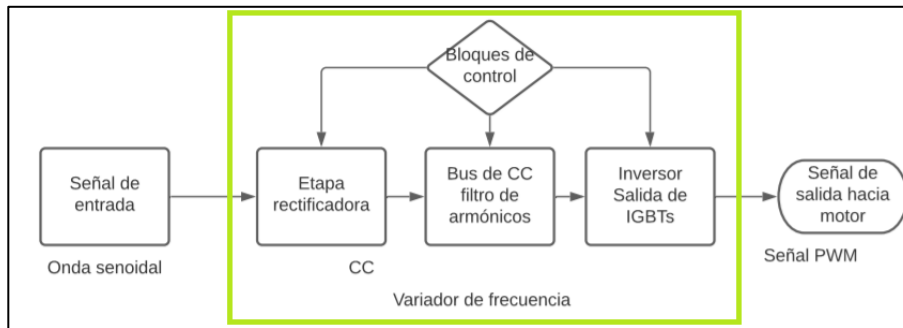 Bloques de
control
Señal de
entrada
Etapa
rectificadora
Bus de CC
filtro de
armónicos
Inversor
Salida de
IGBTs
Señal de
salida hacia
motor
Onda senoidal
CC
Señal PWM
Variador de frecuencia